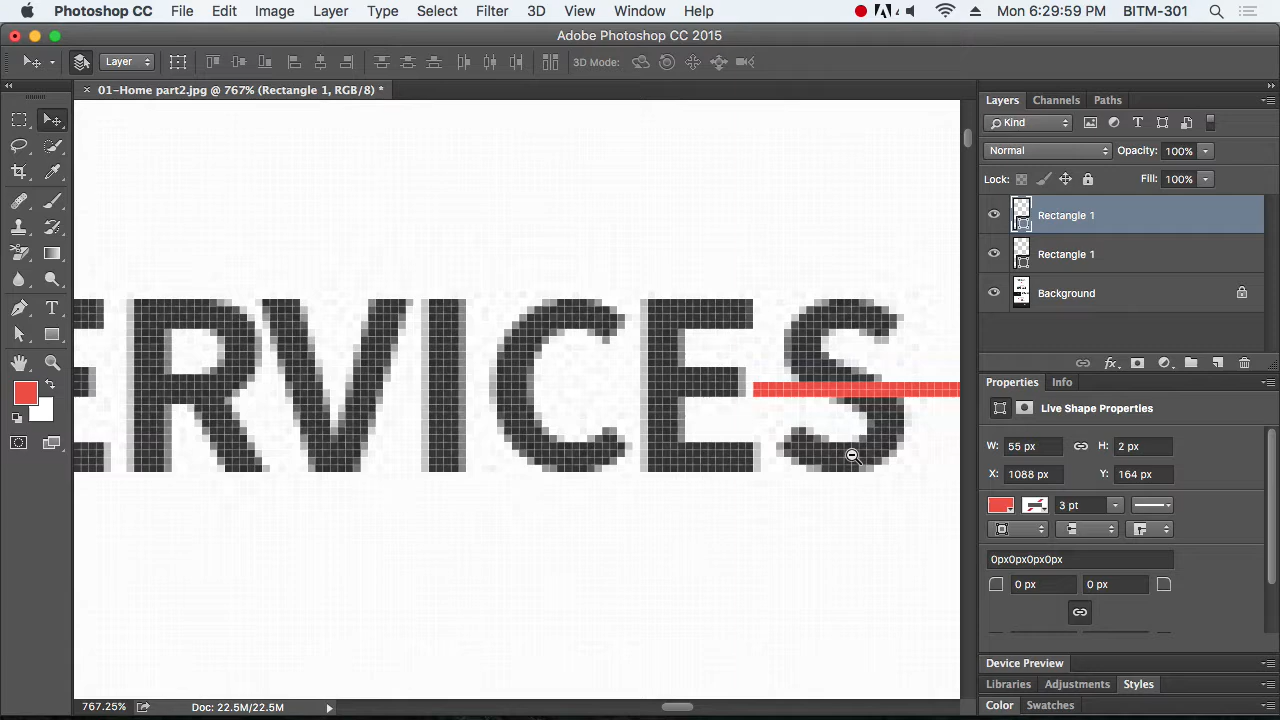 Photoshop CC File Edit Image Layer Type Select Filter 3D View Window Help Mon 6:29:59 PM BITM-301
Adobe Photoshop CC 2015
Layer 3D Mode:
× 01-Home part2.jpg @ 767% (Rectangle 1, RGB/8) *
Layers Channels Paths
Kind
Normal Opacity: 100%
Lock: Fill: 100%
Rectangle 1
Rectangle 1
Background
ERVICES
Properties Info
Live Shape Properties
W: 55 px H: 2 px
X: 1088 px Y: 164 px
3 pt
0px0px0px0px
0 px 0 px
Device Preview
Libraries Adjustments Styles
Color Swatches
767.25% Doc: 22.5M/22.5M